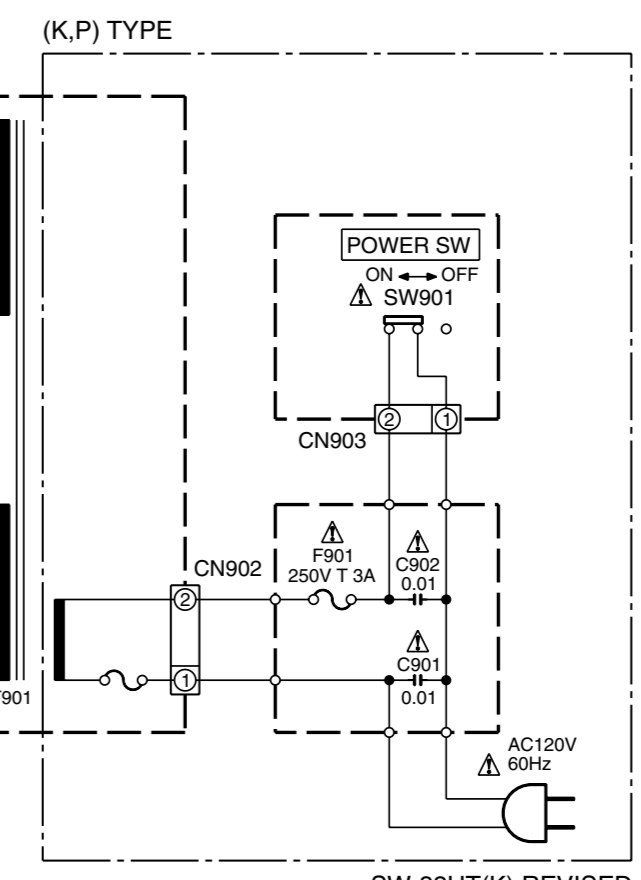 (K,P) TYPE
POWER SW
ON OFF
SW901
2 1
CN903
F901
250V T 3A
C902
0.01
CN902
2
C901
0.01
1
901
AC120V
60Hz